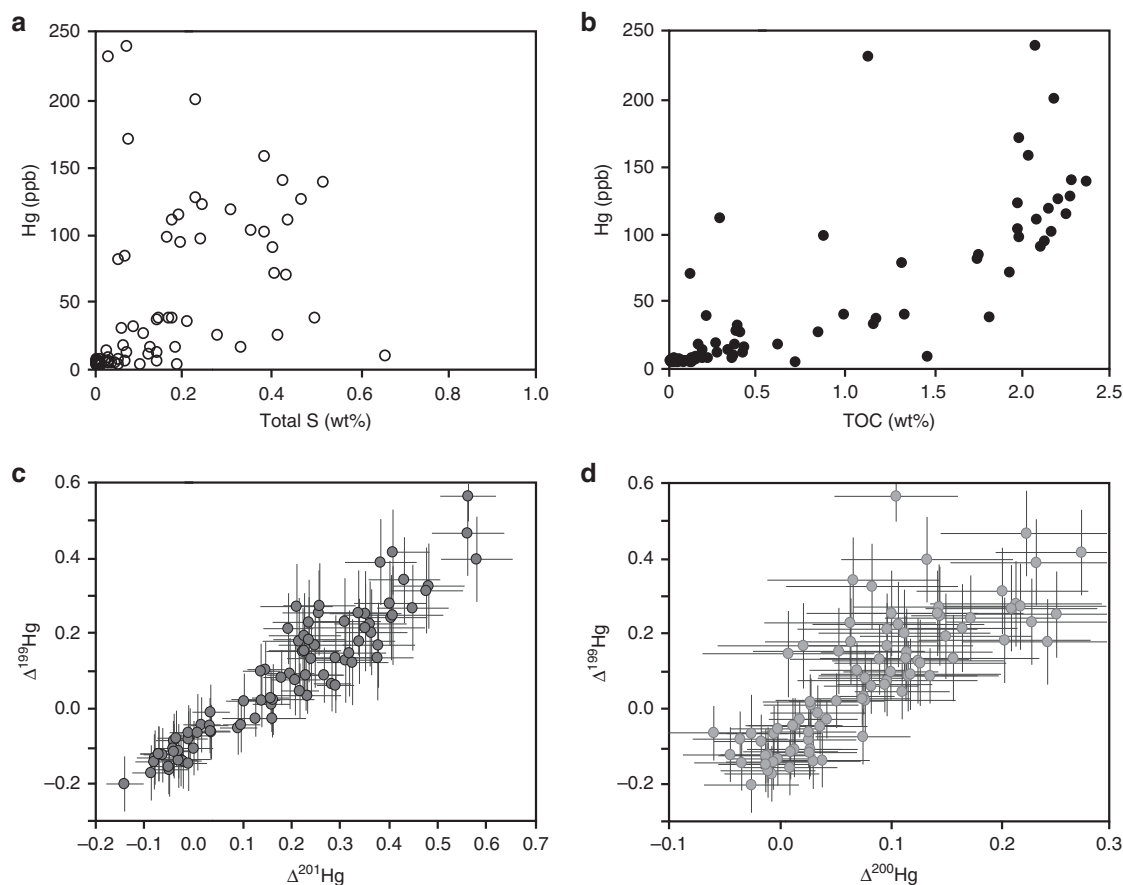 a
250
200
150
100
50
0
Hg (ppb)
0 0.2 0.4 0.6 0.8 1.0
Total S (wt%)
b
250
200
150
100
50
0
Hg (ppb)
0 0.5 1.0 1.5 2.0 2.5
TOC (wt%)
c
0.6
0.4
0.2
0.0
−0.2
Δ¹⁹⁹Hg
−0.2 −0.1 0.0 0.1 0.2 0.3 0.4 0.5 0.6 0.7
Δ²⁰¹Hg
d
0.6
0.4
0.2
0.0
−0.2
Δ¹⁹⁹Hg
−0.1 0.0 0.1 0.2 0.3
Δ²⁰⁰Hg